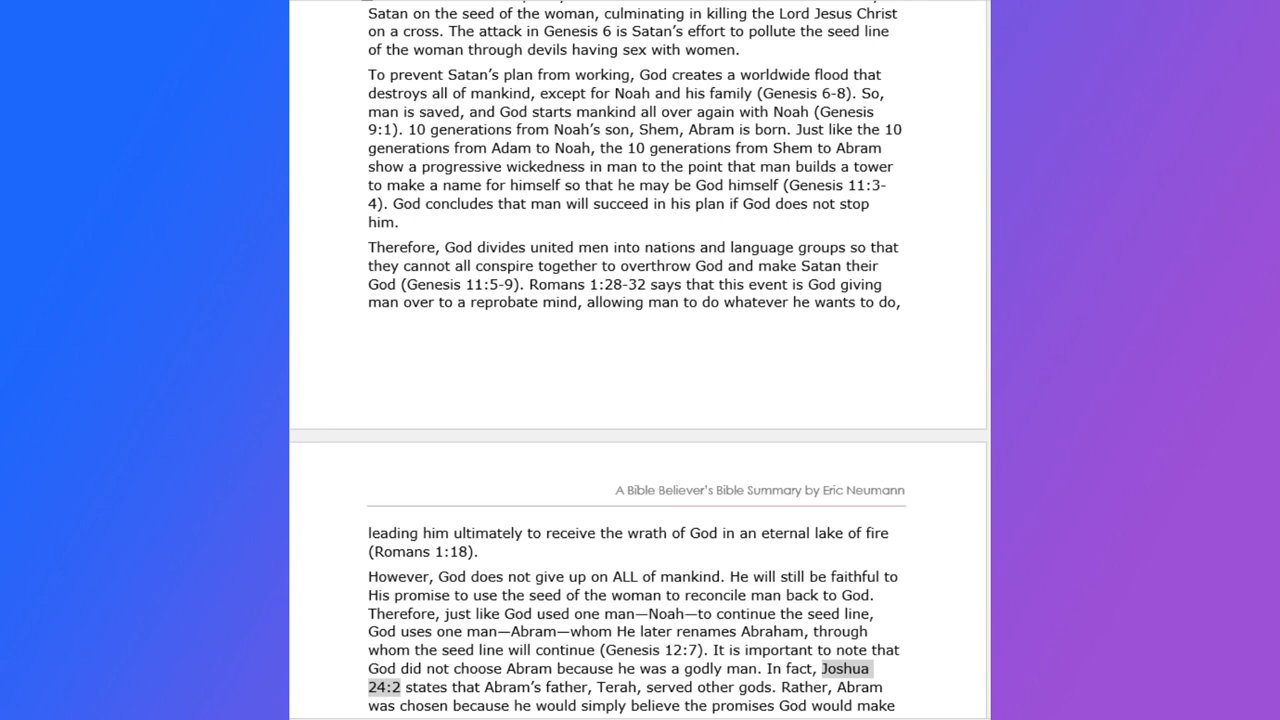 Satan on the seed of the woman, culminating in killing the Lord Jesus Christ
on a cross. The attack in Genesis 6 is Satan’s effort to pollute the seed line
of the woman through devils having sex with women.
To prevent Satan’s plan from working, God creates a worldwide flood that
destroys all of mankind, except for Noah and his family (Genesis 6-8). So,
man is saved, and God starts mankind all over again with Noah (Genesis
9:1). 10 generations from Noah’s son, Shem, Abram is born. Just like the 10
generations from Adam to Noah, the 10 generations from Shem to Abram
show a progressive wickedness in man to the point that man builds a tower
to make a name for himself so that he may be God himself (Genesis 11:3-
4). God concludes that man will succeed in his plan if God does not stop
him.
Therefore, God divides united men into nations and language groups so that
they cannot all conspire together to overthrow God and make Satan their
God (Genesis 11:5-9). Romans 1:28-32 says that this event is God giving
man over to a reprobate mind, allowing man to do whatever he wants to do,
A Bible Believer's Bible Summary by Eric Neumann
leading him ultimately to receive the wrath of God in an eternal lake of fire
(Romans 1:18).
However, God does not give up on ALL of mankind. He will still be faithful to
His promise to use the seed of the woman to reconcile man back to God.
Therefore, just like God used one man—Noah—to continue the seed line,
God uses one man—Abram—whom He later renames Abraham, through
whom the seed line will continue (Genesis 12:7). It is important to note that
God did not choose Abram because he was a godly man. In fact, Joshua
24:2 states that Abram’s father, Terah, served other gods. Rather, Abram
was chosen because he would simply believe the promises God would make